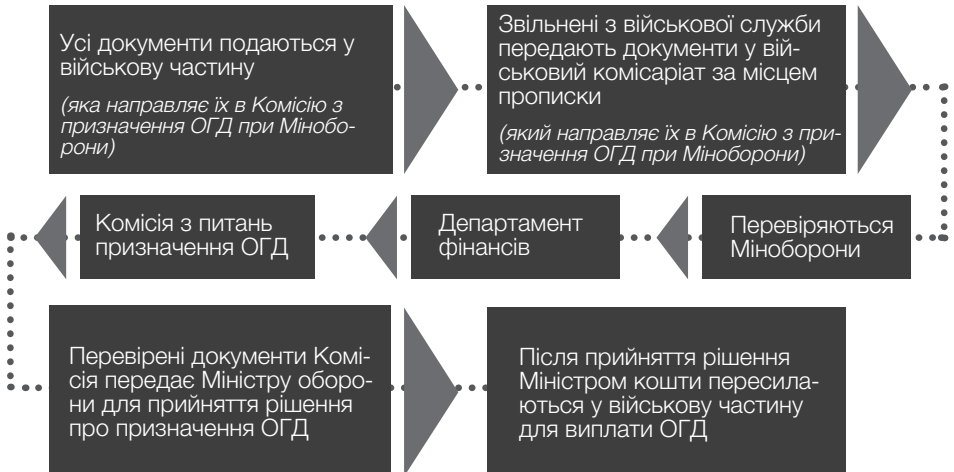 Усі документи подаються у
військову частину
(яка направляє їх в Комісію з
призначення ОГД при Мінобо-
рони)
Звільнені з військової служби
передають документи у вій-
ськовий комісаріат за місцем
прописки
(який направляє їх в Комісію з при-
значення ОГД при Міноборони)
Перевіряються
Міноборони
Департамент
фінансів
Комісія з питань
призначення ОГД
Перевірені документи Комі-
сія передає Міністру оборо-
ни для прийняття рішення
про призначення ОГД
Після прийняття рішення
Міністром кошти пересила-
ються у військову частину
для виплати ОГД